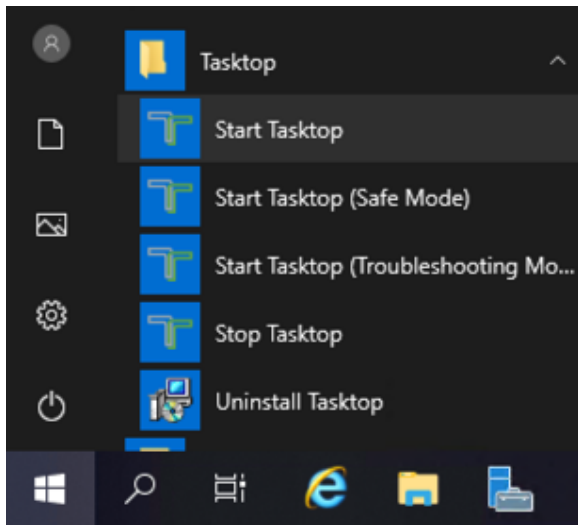 Tasktop
Start Tasktop
Start Tasktop (Safe Mode)
Start Tasktop (Troubleshooting Mo...
Stop Tasktop
Uninstall Tasktop